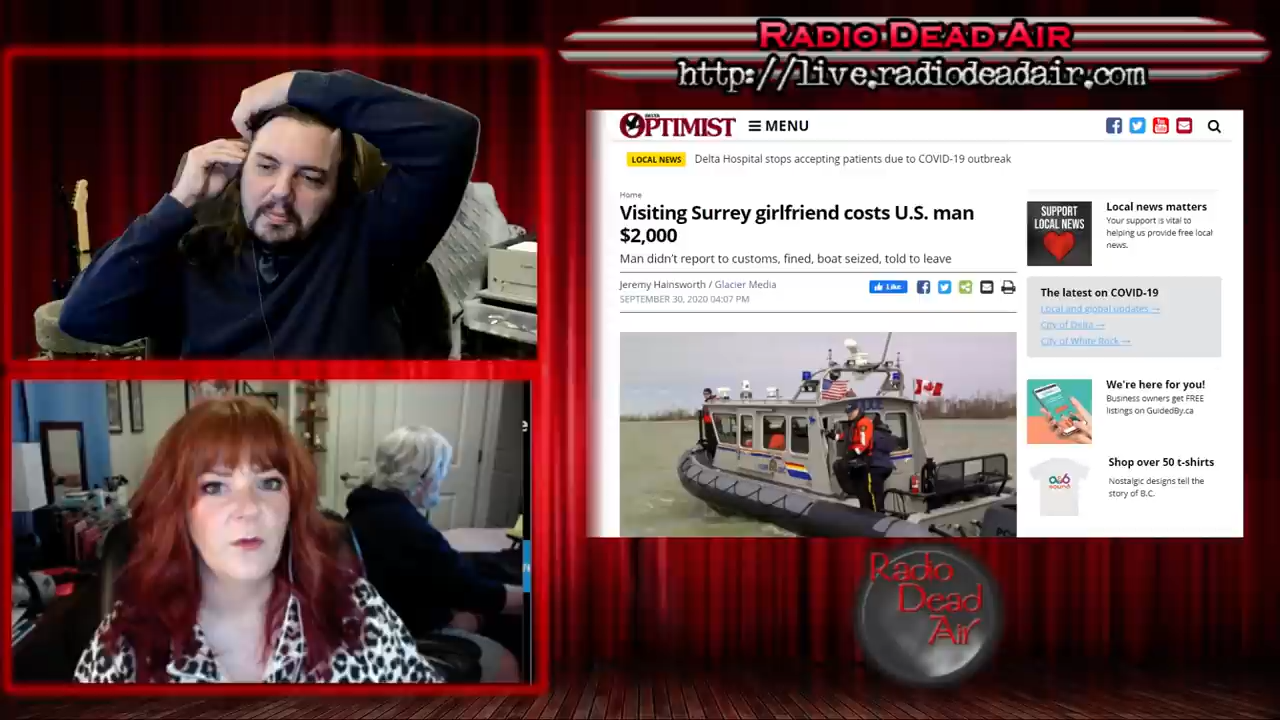 RADIO DEAD AIR
http://live.radiodeadair.com
DELTA
OPTIMIST
MENU
LOCAL NEWS
Delta Hospital stops accepting patients due to COVID-19 outbreak
Home
Visiting Surrey girlfriend costs U.S. man
$2,000
Man didn't report to customs, fined, boat seized, told to leave
Jeremy Hainsworth / Glacier Media
SEPTEMBER 30, 2020 04:07 PM
Like
SUPPORT
LOCAL NEWS
Local news matters
Your support is vital to
helping us provide free local
news.
The latest on COVID-19
Local and global updates →
City of Delta →
City of White Rock →
We're here for you!
Business owners get FREE
listings on GuidedBy.ca
Shop over 50 t-shirts
Nostalgic designs tell the
story of B.C.
Radio
Dead
Air